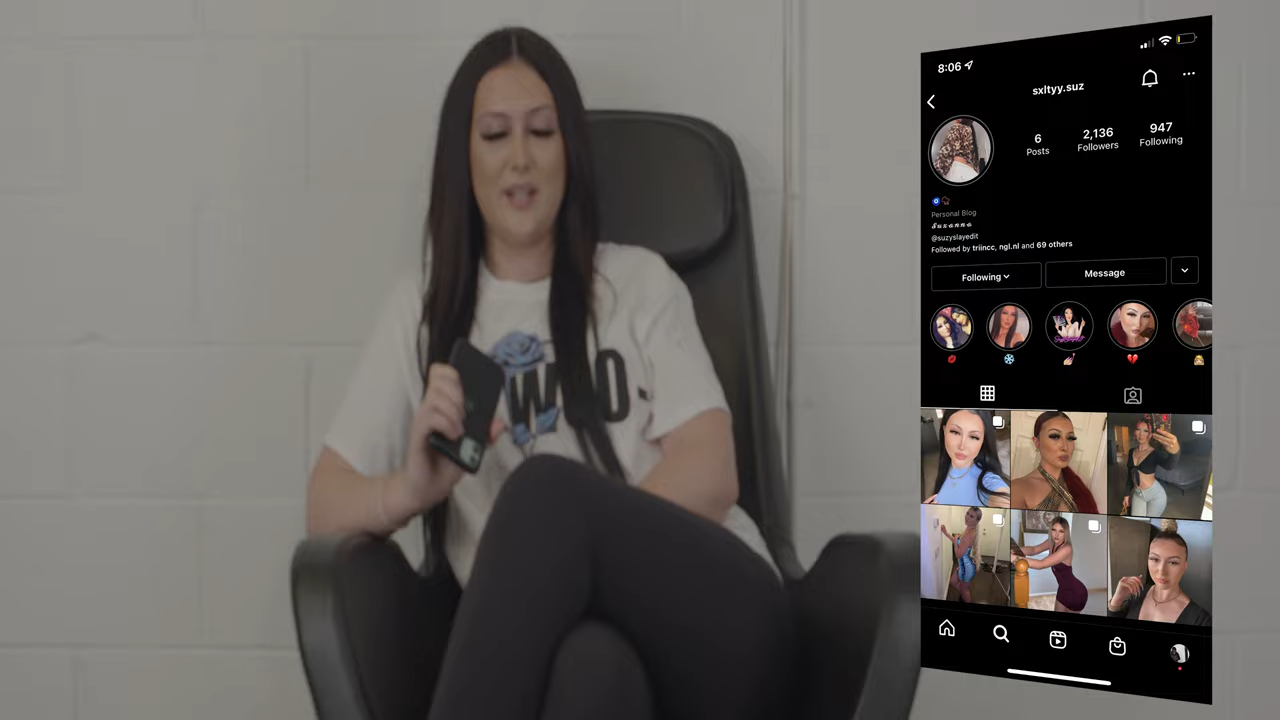 8:06
sxltyy.suz
6
Posts
2,136
Followers
947
Following
Personal Blog
𝓢𝓾𝔃𝓪𝓷𝓷𝓪
@suzyslayedit
Followed by triincc, ngl.nl and 69 others
Following
Message